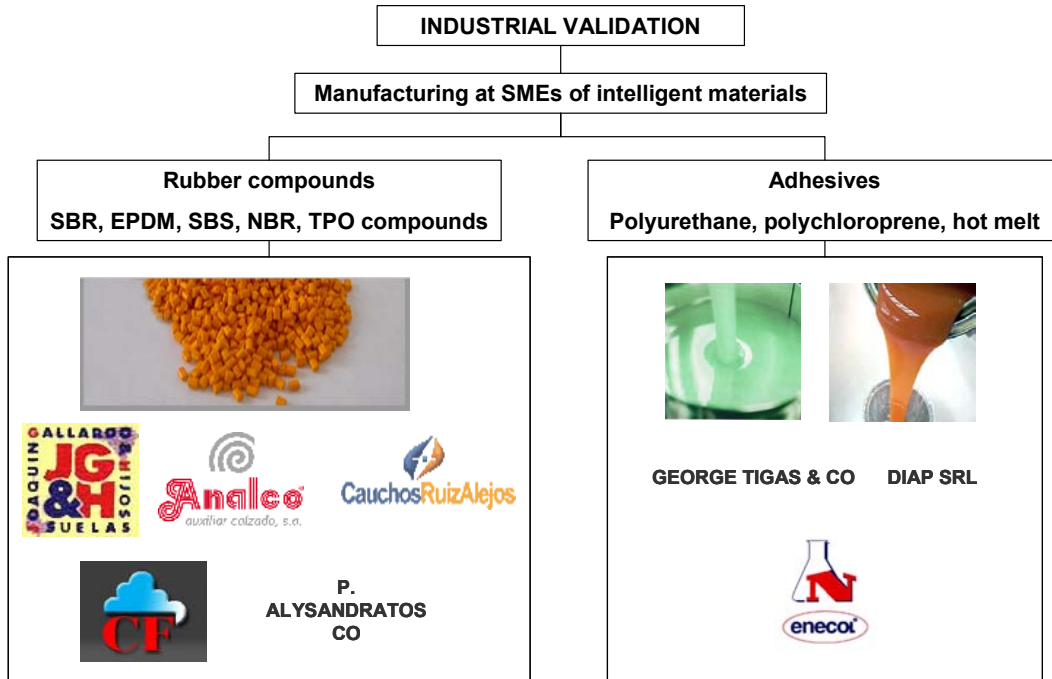 INDUSTRIAL VALIDATION
Manufacturing at SMEs of intelligent materials
Rubber compounds
SBR, EPDM, SBS, NBR, TPO compounds
Adhesives
Polyurethane, polychloroprene, hot melt
JOAQUIN GALLARDO & HIJOS
JG
&H
SUELAS
Analco
auxiliar calzado, s.a.
CauchosRuizAlejos
CF
P.
ALYSANDRATOS
CO
GEORGE TIGAS & CO
DIAP SRL
N
enecol